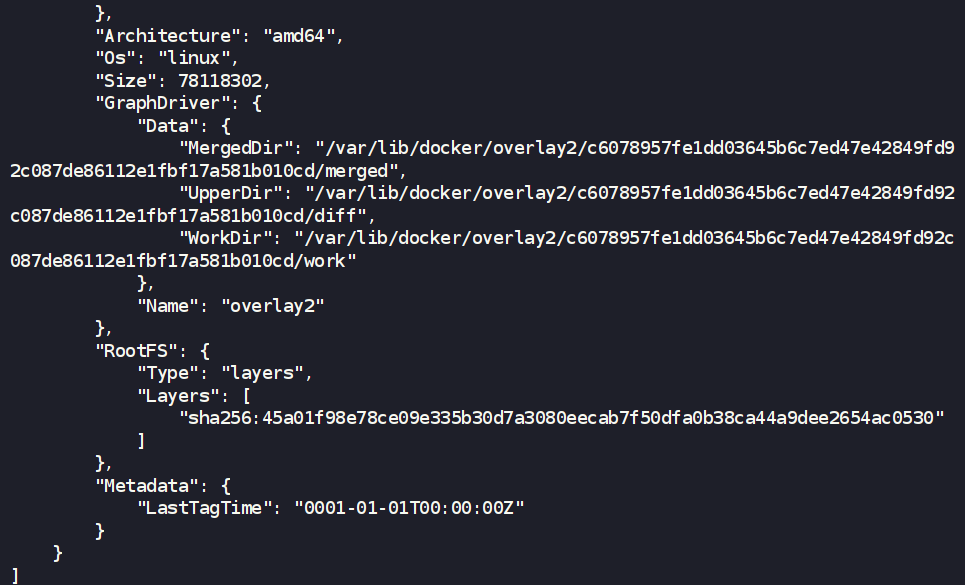 },
        "Architecture": "amd64",
        "Os": "linux",
        "Size": 78118302,
        "GraphDriver": {
            "Data": {
                "MergedDir": "/var/lib/docker/overlay2/c6078957fe1dd03645b6c7ed47e42849fd9
2c087de86112e1fbf17a581b010cd/merged",
                "UpperDir": "/var/lib/docker/overlay2/c6078957fe1dd03645b6c7ed47e42849fd92
c087de86112e1fbf17a581b010cd/diff",
                "WorkDir": "/var/lib/docker/overlay2/c6078957fe1dd03645b6c7ed47e42849fd92c
087de86112e1fbf17a581b010cd/work"
            },
            "Name": "overlay2"
        },
        "RootFS": {
            "Type": "layers",
            "Layers": [
                "sha256:45a01f98e78ce09e335b30d7a3080eecab7f50dfa0b38ca44a9dee2654ac0530"
            ]
        },
        "Metadata": {
            "LastTagTime": "0001-01-01T00:00:00Z"
        }
    }
]